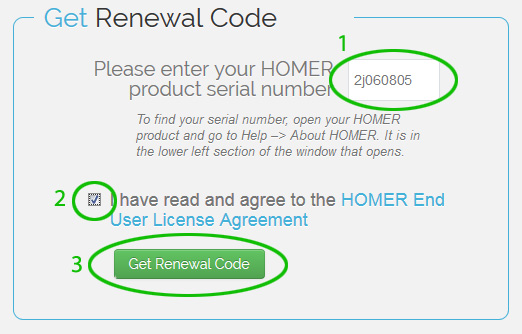 Get Renewal Code
1
Please enter your HOMER
product serial number
2j060805
To find your serial number, open your HOMER
product and go to Help –> About HOMER. It is in
the lower left section of the window that opens.
2
I have read and agree to the HOMER End
User License Agreement
3
Get Renewal Code